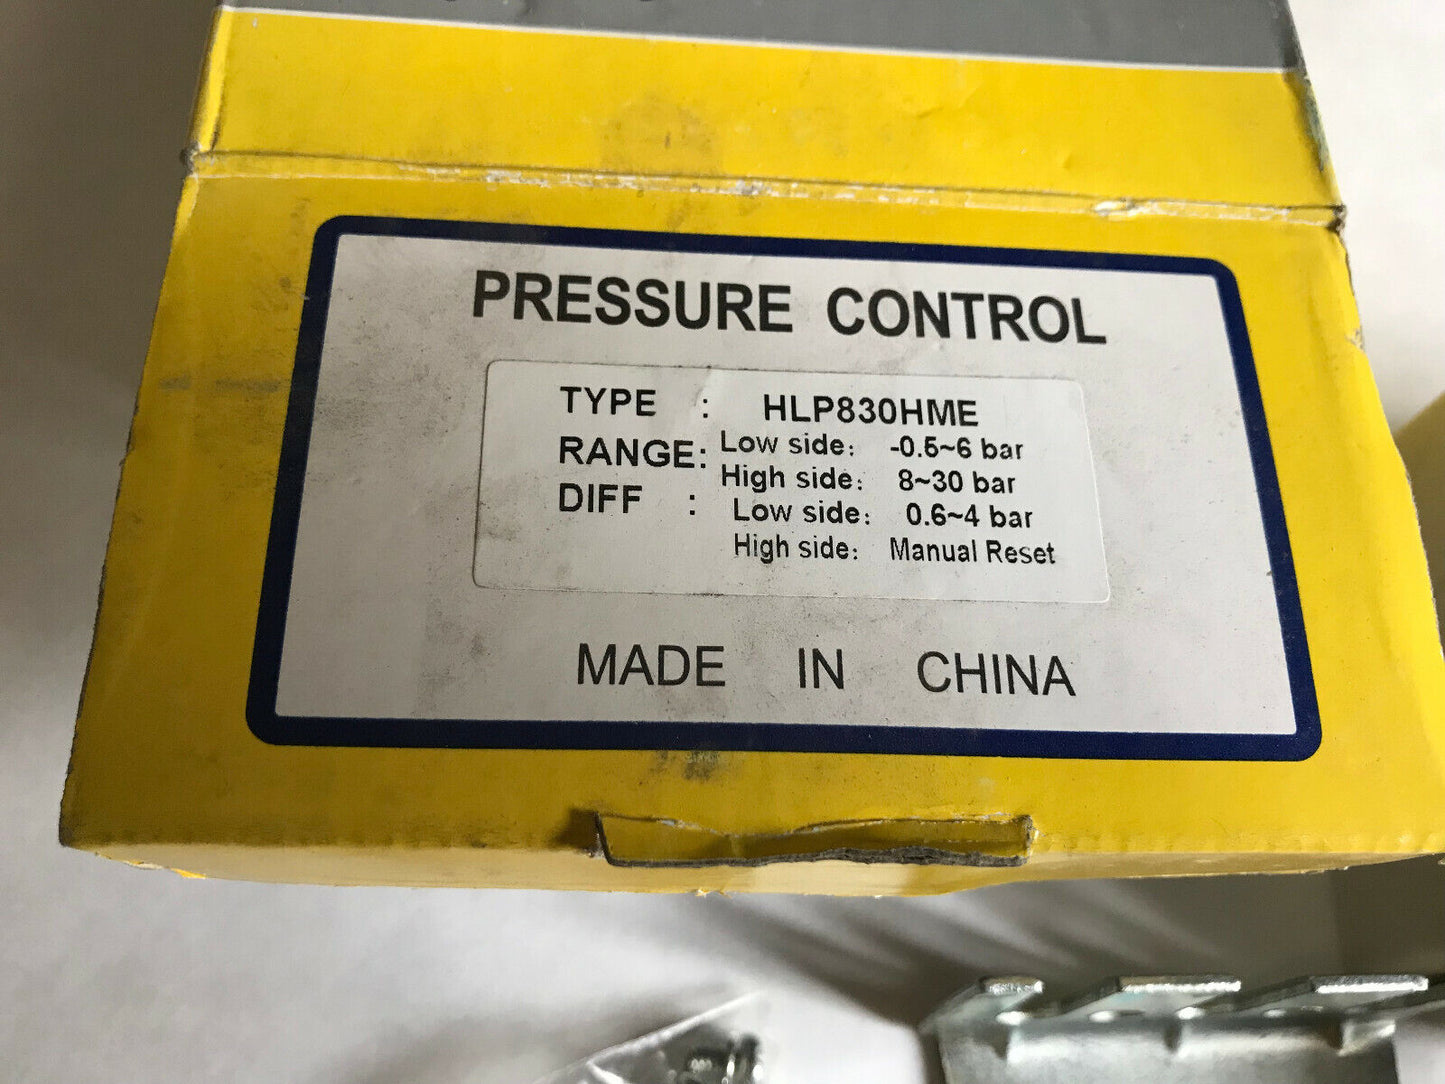 PRESSURE CONTROL
TYPE : HLP830HME
RANGE: Low side: -0.5~6 bar
High side: 8~30 bar
DIFF : Low side: 0.6~4 bar
High side: Manual Reset
MADE IN CHINA